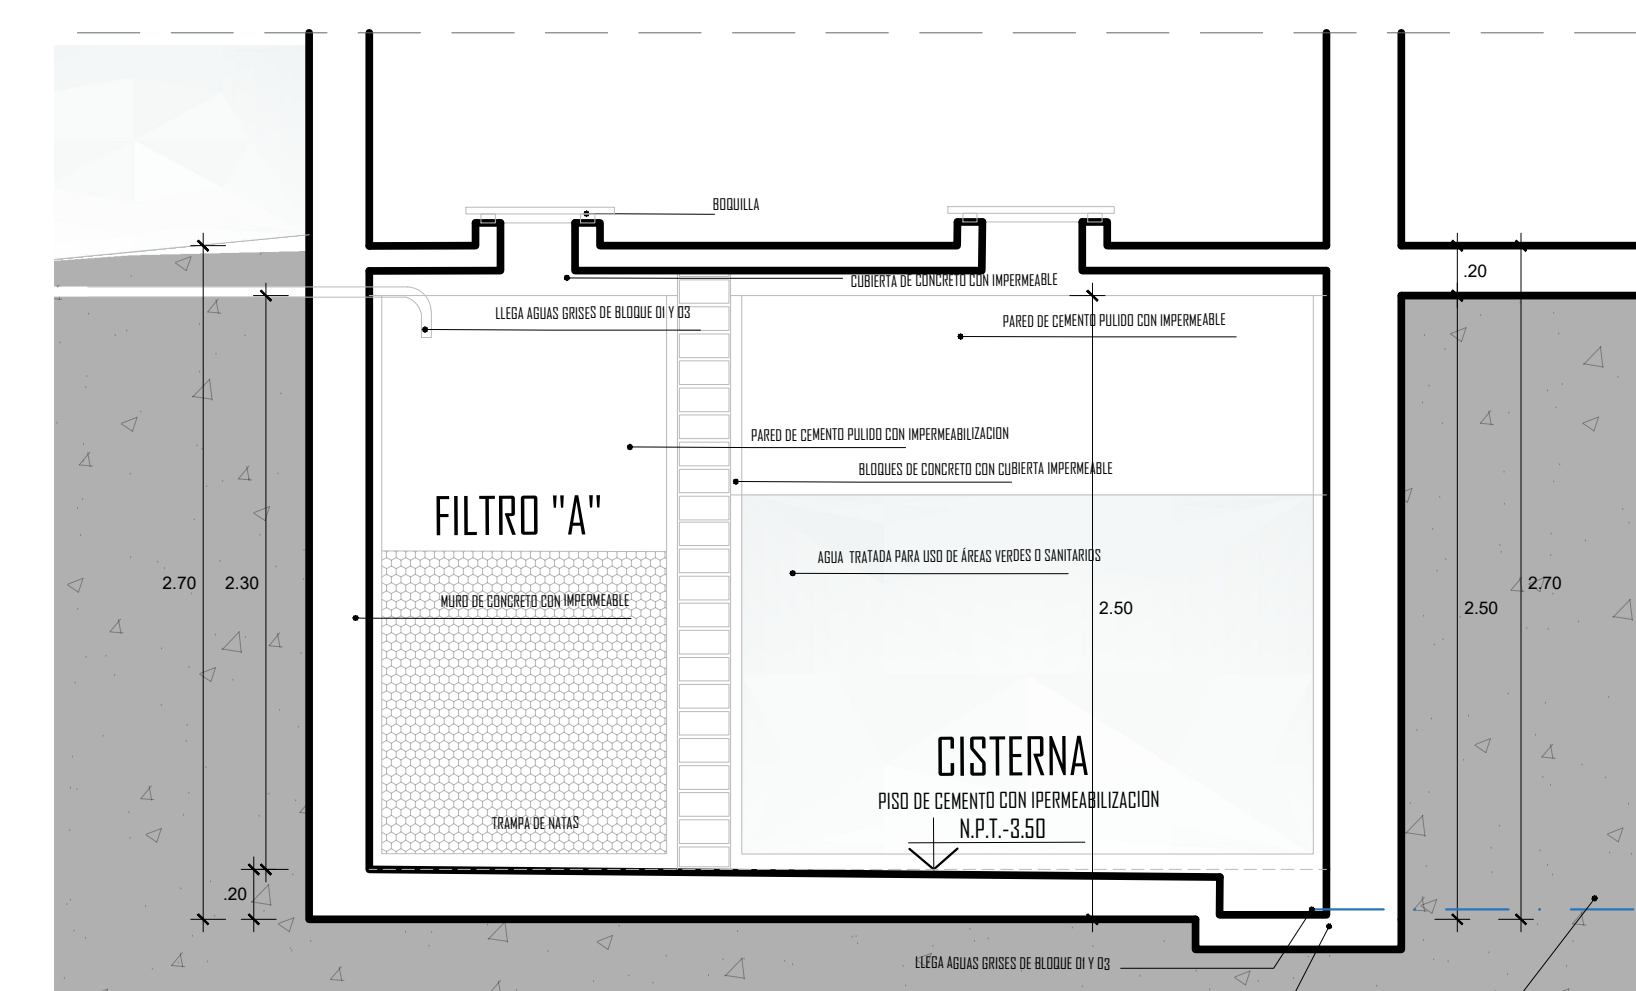 BOQUILLA
.20
CUBIERTA DE CONCRETO CON IMPERMEABLE
LLEGA AGUAS GRISES DE BLOQUE 01 Y 03
PARED DE CEMENTO PULIDO CON IMPERMEABLE
PARED DE CEMENTO PULIDO CON IMPERMEABILIZACION
BLOQUES DE CONCRETO CON CUBIERTA IMPERMEABLE
FILTRO "A"
AGUA TRATADA PARA USO DE ÁREAS VERDES O SANITARIOS
2.70
2.30
2.70
MURO DE CONCRETO CON IMPERMEABLE
2.50
2.50
CISTERNA
PISO DE CEMENTO CON IPERMEABILIZACION
TRAMPA DE NATAS
N.P.T.-3.50
.20
LLEGA AGUAS GRISES DE BLOQUE 01 Y 03